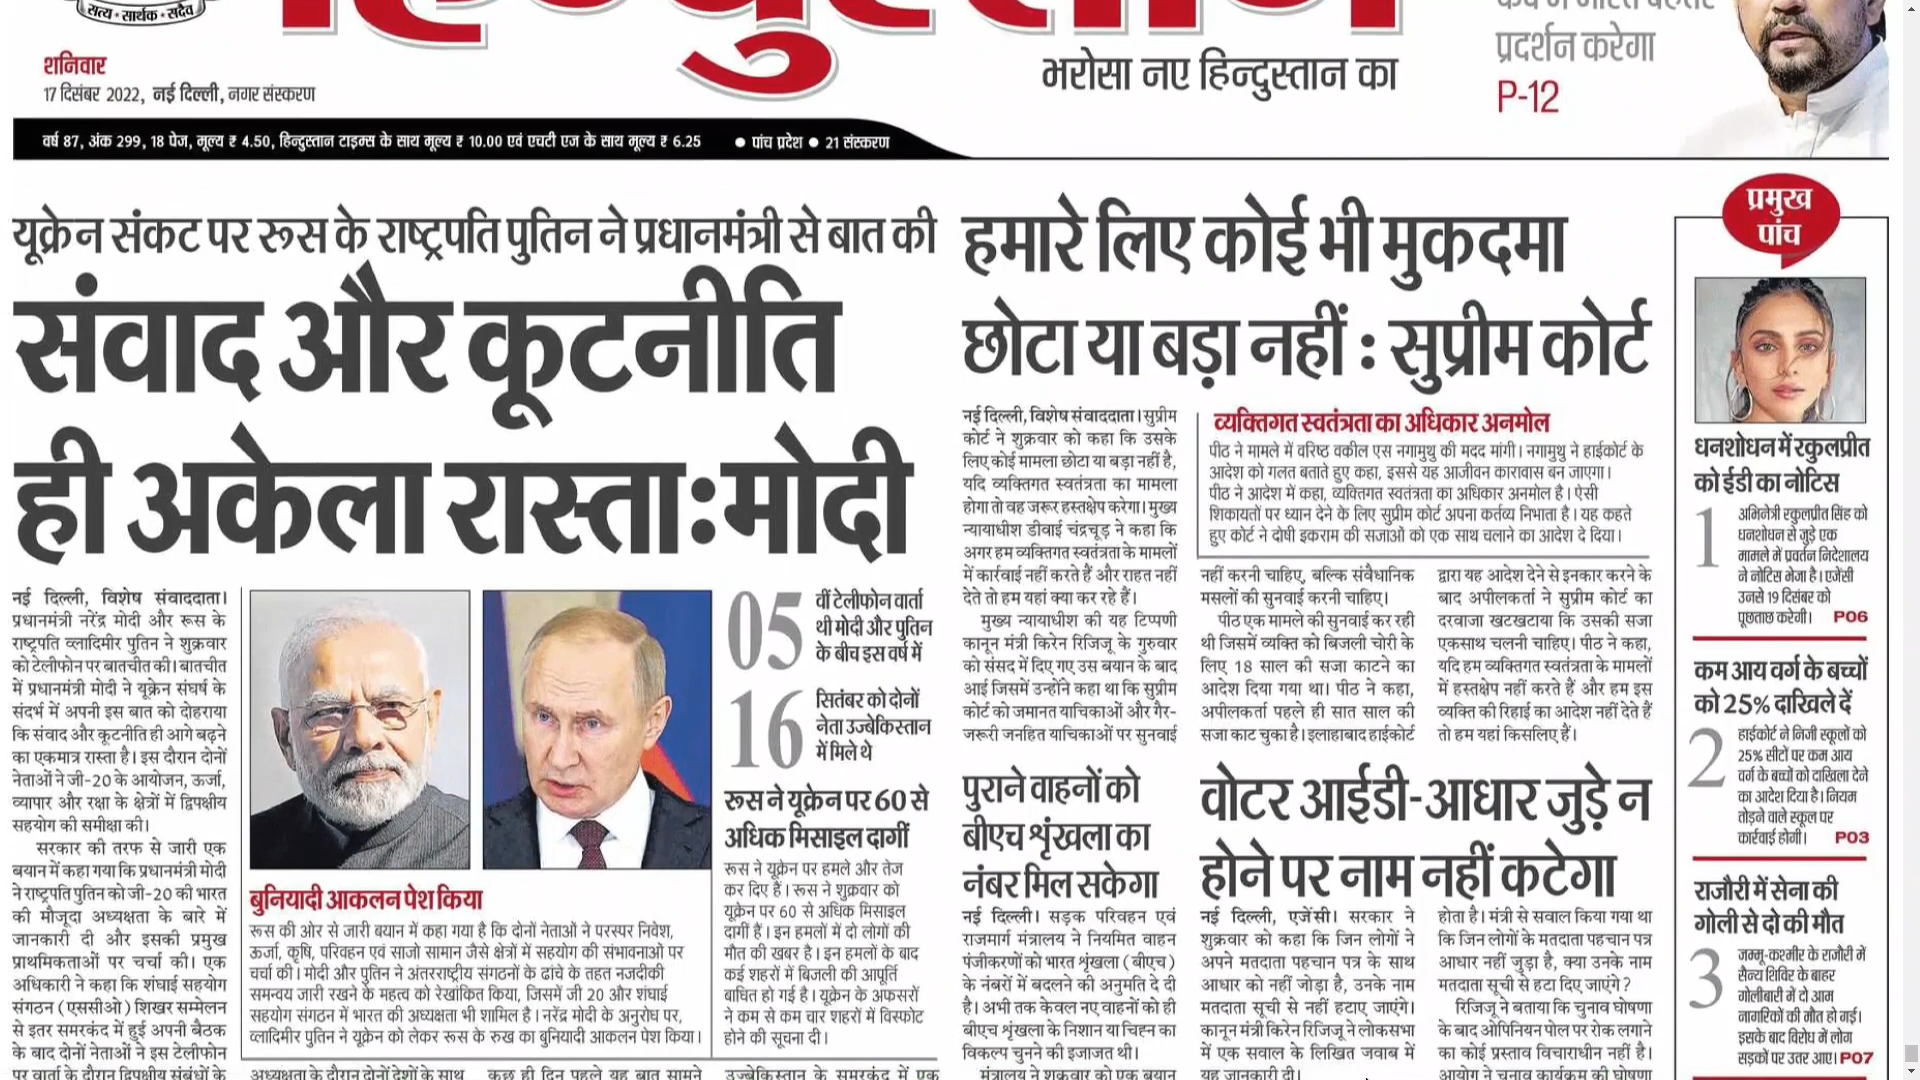 सत्य • सार्थक • सदैव
शनिवार
17 दिसंबर 2022, नई दिल्ली, नगर संस्करण
भरोसा नए हिन्दुस्तान का
प्रदर्शन करेगा
P-12
वर्ष 87, अंक 299, 18 पेज, मूल्य ₹ 4.50, हिन्दुस्तान टाइम्स के साथ मूल्य ₹ 10.00 एवं एचटी एज के साथ मूल्य ₹ 6.25 ● पांच प्रदेश ● 21 संस्करण
यूक्रेन संकट पर रूस के राष्ट्रपति पुतिन ने प्रधानमंत्री से बात की
संवाद और कूटनीति
ही अकेला रास्ता:मोदी
नई दिल्ली, विशेष संवाददाता।
प्रधानमंत्री नरेंद्र मोदी और रूस के
राष्ट्रपति व्लादिमीर पुतिन ने शुक्रवार
को टेलीफोन पर बातचीत की। बातचीत
में प्रधानमंत्री मोदी ने यूक्रेन संघर्ष के
संदर्भ में अपनी इस बात को दोहराया
कि संवाद और कूटनीति ही आगे बढ़ने
का एकमात्र रास्ता है। इस दौरान दोनों
नेताओं ने जी-20 के आयोजन, ऊर्जा,
व्यापार और रक्षा के क्षेत्रों में द्विपक्षीय
सहयोग की समीक्षा की।
सरकार की तरफ से जारी एक
बयान में कहा गया कि प्रधानमंत्री मोदी
ने राष्ट्रपति पुतिन को जी-20 की भारत
की मौजूदा अध्यक्षता के बारे में
जानकारी दी और इसकी प्रमुख
प्राथमिकताओं पर चर्चा की। एक
अधिकारी ने कहा कि शंघाई सहयोग
संगठन (एससीओ) शिखर सम्मेलन
से इतर समरकंद में हुई अपनी बैठक
के बाद दोनों नेताओं ने इस टेलीफोन
पर वार्ता के दौरान द्विपक्षीय संबंधों के
बुनियादी आकलन पेश किया
रूस की ओर से जारी बयान में कहा गया है कि दोनों नेताओं ने परस्पर निवेश,
ऊर्जा, कृषि, परिवहन एवं साजो सामान जैसे क्षेत्रों में सहयोग की संभावनाओं पर
चर्चा की। मोदी और पुतिन ने अंतरराष्ट्रीय संगठनों के ढांचे के तहत नजदीकी
समन्वय जारी रखने के महत्व को रेखांकित किया, जिसमें जी 20 और शंघाई
सहयोग संगठन में भारत की अध्यक्षता भी शामिल है। नरेंद्र मोदी के अनुरोध पर,
व्लादिमीर पुतिन ने यूक्रेन को लेकर रूस के रुख का बुनियादी आकलन पेश किया।
अध्यक्षता के दौरान दोनों देशों के साथ
कुछ ही दिन पहले यह बात सामने
05
वीं टेलीफोन वार्ता
थी मोदी और पुतिन
के बीच इस वर्ष में
16
सितंबर को दोनों
नेता उज्बेकिस्तान
में मिले थे
रूस ने यूक्रेन पर 60 से
अधिक मिसाइल दागीं
रूस ने यूक्रेन पर हमले और तेज
कर दिए हैं। रूस ने शुक्रवार को
यूक्रेन पर 60 से अधिक मिसाइल
दागीं हैं। इन हमलों में दो लोगों की
मौत की खबर है। इन हमलों के बाद
कई शहरों में बिजली की आपूर्ति
बाधित हो गई है। यूक्रेन के अफसरों
ने कम से कम चार शहरों में विस्फोट
होने की सूचना दी।
उज्बेकिस्तान के समरकंद में एक
हमारे लिए कोई भी मुकदमा
छोटा या बड़ा नहीं : सुप्रीम कोर्ट
नई दिल्ली, विशेष संवाददाता। सुप्रीम
कोर्ट ने शुक्रवार को कहा कि उसके
लिए कोई मामला छोटा या बड़ा नहीं है,
यदि व्यक्तिगत स्वतंत्रता का मामला
होगा तो वह जरूर हस्तक्षेप करेगा। मुख्य
न्यायाधीश डीवाई चंद्रचूड़ ने कहा कि
अगर हम व्यक्तिगत स्वतंत्रता के मामलों
में कार्रवाई नहीं करते हैं और राहत नहीं
देते तो हम यहां क्या कर रहे हैं।
मुख्य न्यायाधीश की यह टिप्पणी
कानून मंत्री किरेन रिजिजू के गुरुवार
को संसद में दिए गए उस बयान के बाद
आई जिसमें उन्होंने कहा था कि सुप्रीम
कोर्ट को जमानत याचिकाओं और गैर-
जरूरी जनहित याचिकाओं पर सुनवाई
व्यक्तिगत स्वतंत्रता का अधिकार अनमोल
पीठ ने मामले में वरिष्ठ वकील एस नगामुथु की मदद मांगी। नगामुथु ने हाईकोर्ट के
आदेश को गलत बताते हुए कहा, इससे यह आजीवन कारावास बन जाएगा।
पीठ ने आदेश में कहा, व्यक्तिगत स्वतंत्रता का अधिकार अनमोल है। ऐसी
शिकायतों पर ध्यान देने के लिए सुप्रीम कोर्ट अपना कर्तव्य निभाता है। यह कहते
हुए कोर्ट ने दोषी इकराम की सजाओं को एक साथ चलाने का आदेश दे दिया।
नहीं करनी चाहिए, बल्कि संवैधानिक
मसलों की सुनवाई करनी चाहिए।
पीठ एक मामले की सुनवाई कर रही
थी जिसमें व्यक्ति को बिजली चोरी के
लिए 18 साल की सजा काटने का
आदेश दिया गया था। पीठ ने कहा,
अपीलकर्ता पहले ही सात साल की
सजा काट चुका है। इलाहाबाद हाईकोर्ट
द्वारा यह आदेश देने से इनकार करने के
बाद अपीलकर्ता ने सुप्रीम कोर्ट का
दरवाजा खटखटाया कि उसकी सजा
एकसाथ चलनी चाहिए। पीठ ने कहा,
यदि हम व्यक्तिगत स्वतंत्रता के मामलों
में हस्तक्षेप नहीं करते हैं और हम इस
व्यक्ति की रिहाई का आदेश नहीं देते हैं
तो हम यहां किसलिए हैं।
पुराने वाहनों को
बीएच शृंखला का
नंबर मिल सकेगा
नई दिल्ली। सड़क परिवहन एवं
राजमार्ग मंत्रालय ने नियमित वाहन
पंजीकरणों को भारत शृंखला (बीएच)
के नंबरों में बदलने की अनुमति दे दी
है। अभी तक केवल नए वाहनों को ही
बीएच शृंखला के निशान या चिह्न का
विकल्प चुनने की इजाजत थी।
मंत्रालय ने शुक्रवार को एक बयान
वोटर आईडी-आधार जुड़े न
होने पर नाम नहीं कटेगा
नई दिल्ली, एजेंसी। सरकार ने
शुक्रवार को कहा कि जिन लोगों ने
अपने मतदाता पहचान पत्र के साथ
आधार को नहीं जोड़ा है, उनके नाम
मतदाता सूची से नहीं हटाए जाएंगे।
कानून मंत्री किरेन रिजिजू ने लोकसभा
में एक सवाल के लिखित जवाब में
यह जानकारी दी।
होता है। मंत्री से सवाल किया गया था
कि जिन लोगों के मतदाता पहचान पत्र
आधार नहीं जुड़ा है, क्या उनके नाम
मतदाता सूची से हटा दिए जाएंगे?
रिजिजू ने बताया कि चुनाव घोषणा
के बाद ओपिनियन पोल पर रोक लगाने
का कोई प्रस्ताव विचाराधीन नहीं है।
आयोग ने चुनाव कार्यक्रम की घोषणा
प्रमुख
पांच
धनशोधन में रकुलप्रीत
को ईडी का नोटिस
1
अभिनेत्री रकुलप्रीत सिंह को
धनशोधन से जुड़े एक
मामले में प्रवर्तन निदेशालय
ने नोटिस भेजा है। एजेंसी
उनसे 19 दिसंबर को
पूछताछ करेगी। P06
कम आय वर्ग के बच्चों
को 25% दाखिले दें
2
हाईकोर्ट ने निजी स्कूलों को
25% सीटों पर कम आय
वर्ग के बच्चों को दाखिला देने
का आदेश दिया है। नियम
तोड़ने वाले स्कूल पर
कार्रवाई होगी। P03
राजौरी में सेना की
गोली से दो की मौत
3
जम्मू-कश्मीर के राजौरी में
सैन्य शिविर के बाहर
गोलीबारी में दो आम
नागरिकों की मौत हो गई।
इसके बाद विरोध में लोग
सड़कों पर उतर आए। P07